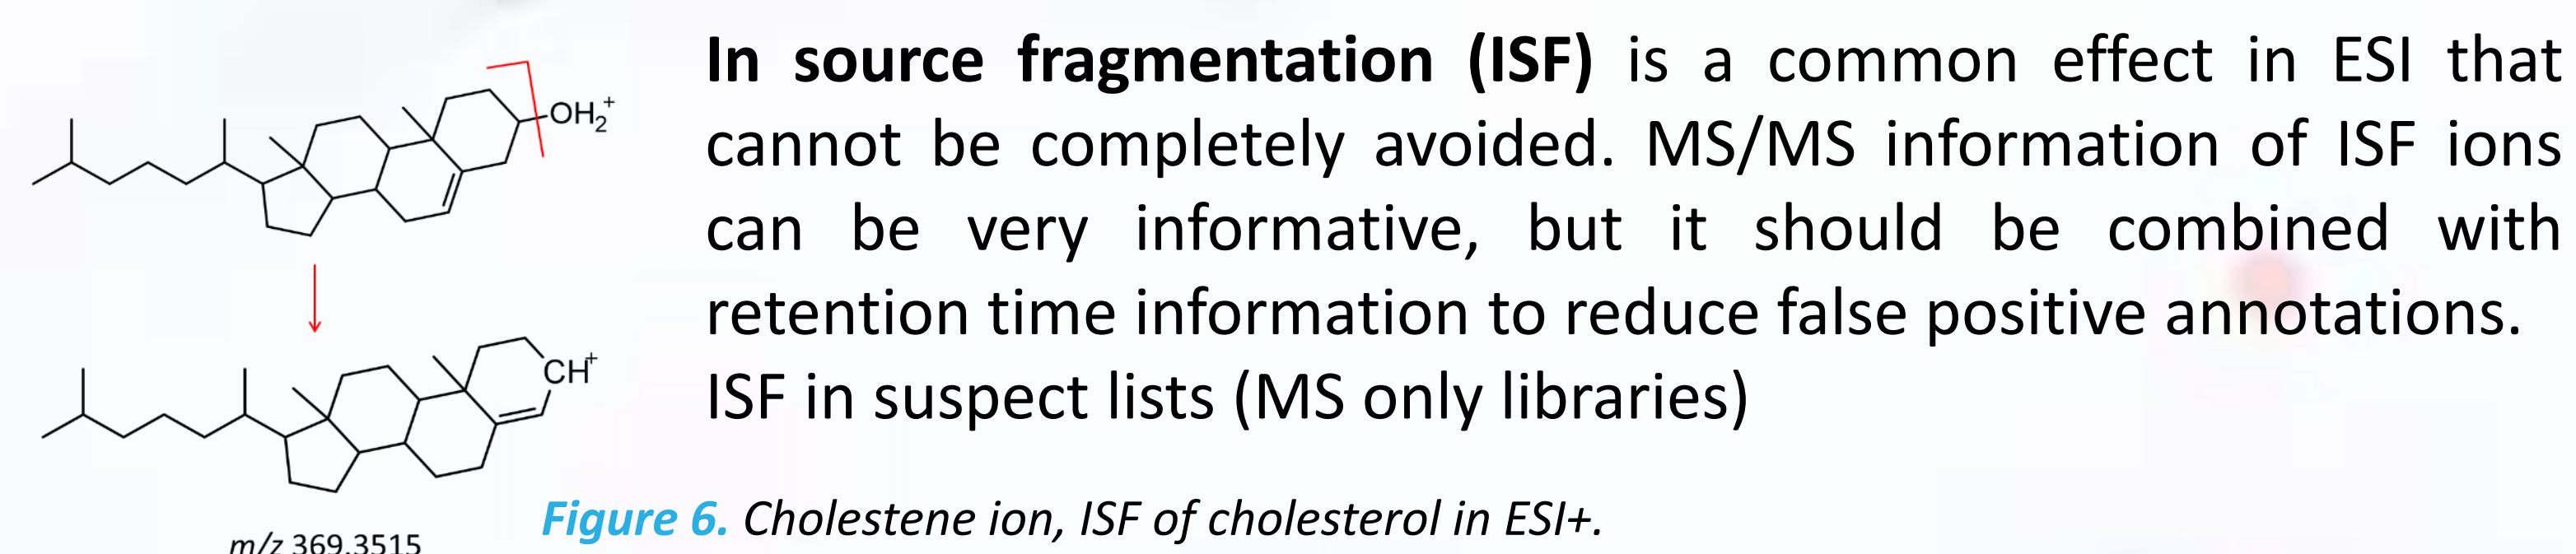 In source fragmentation (ISF) is a common effect in ESI that
cannot be completely avoided. MS/MS information of ISF ions
can be very informative, but it should be combined with
retention time information to reduce false positive annotations.
ISF in suspect lists (MS only libraries)
OH2+
CH+
m/z 369.3515
Figure 6. Cholestene ion, ISF of cholesterol in ESI+.